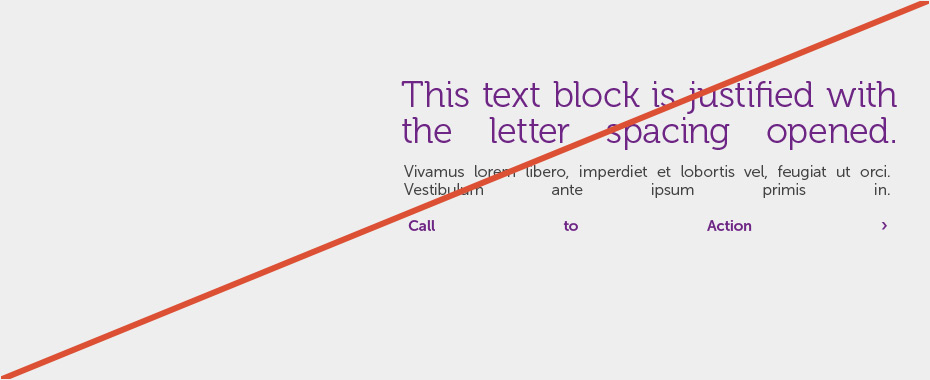 This text block is justified with
the letter spacing opened.
Vivamus lorem libero, imperdiet et lobortis vel, feugiat ut orci.
Vestibulum ante ipsum primis in.
Call to Action ›